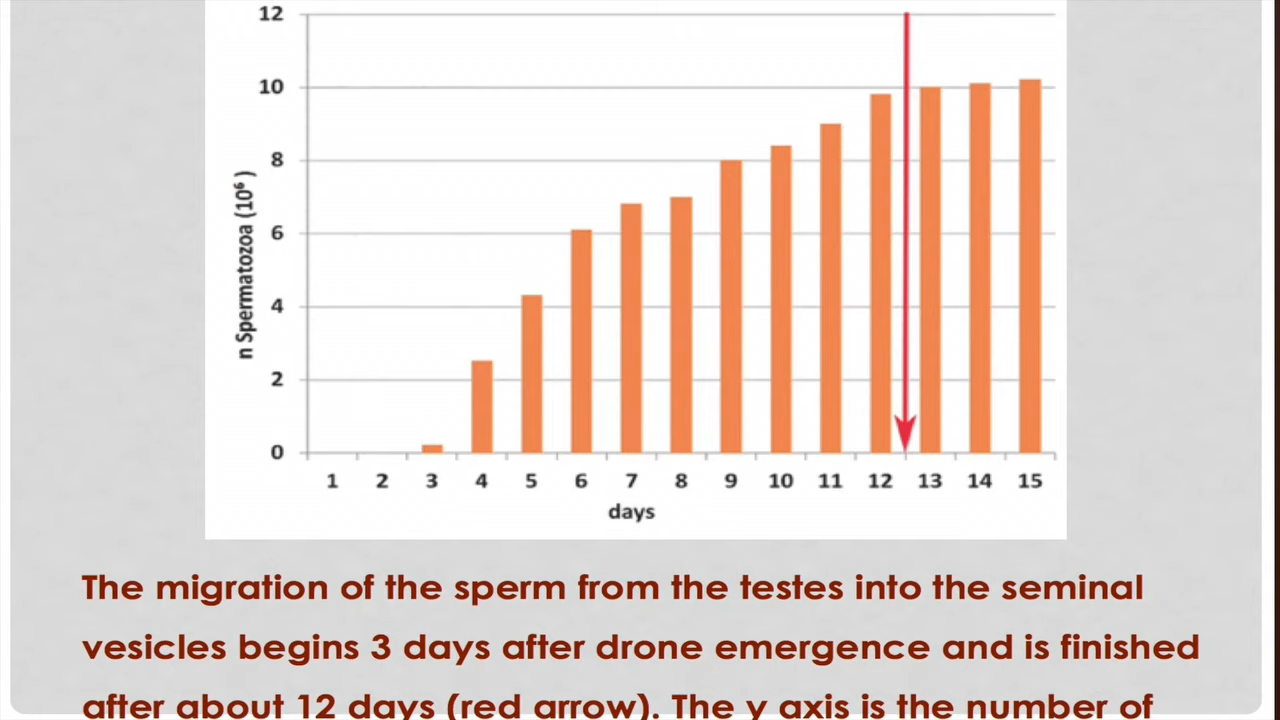 12
10
8
6
4
2
0
n Spermatozoa (10⁶)
1 2 3 4 5 6 7 8 9 10 11 12 13 14 15
days
The migration of the sperm from the testes into the seminal
vesicles begins 3 days after drone emergence and is finished
after about 12 days (red arrow). The y axis is the number of